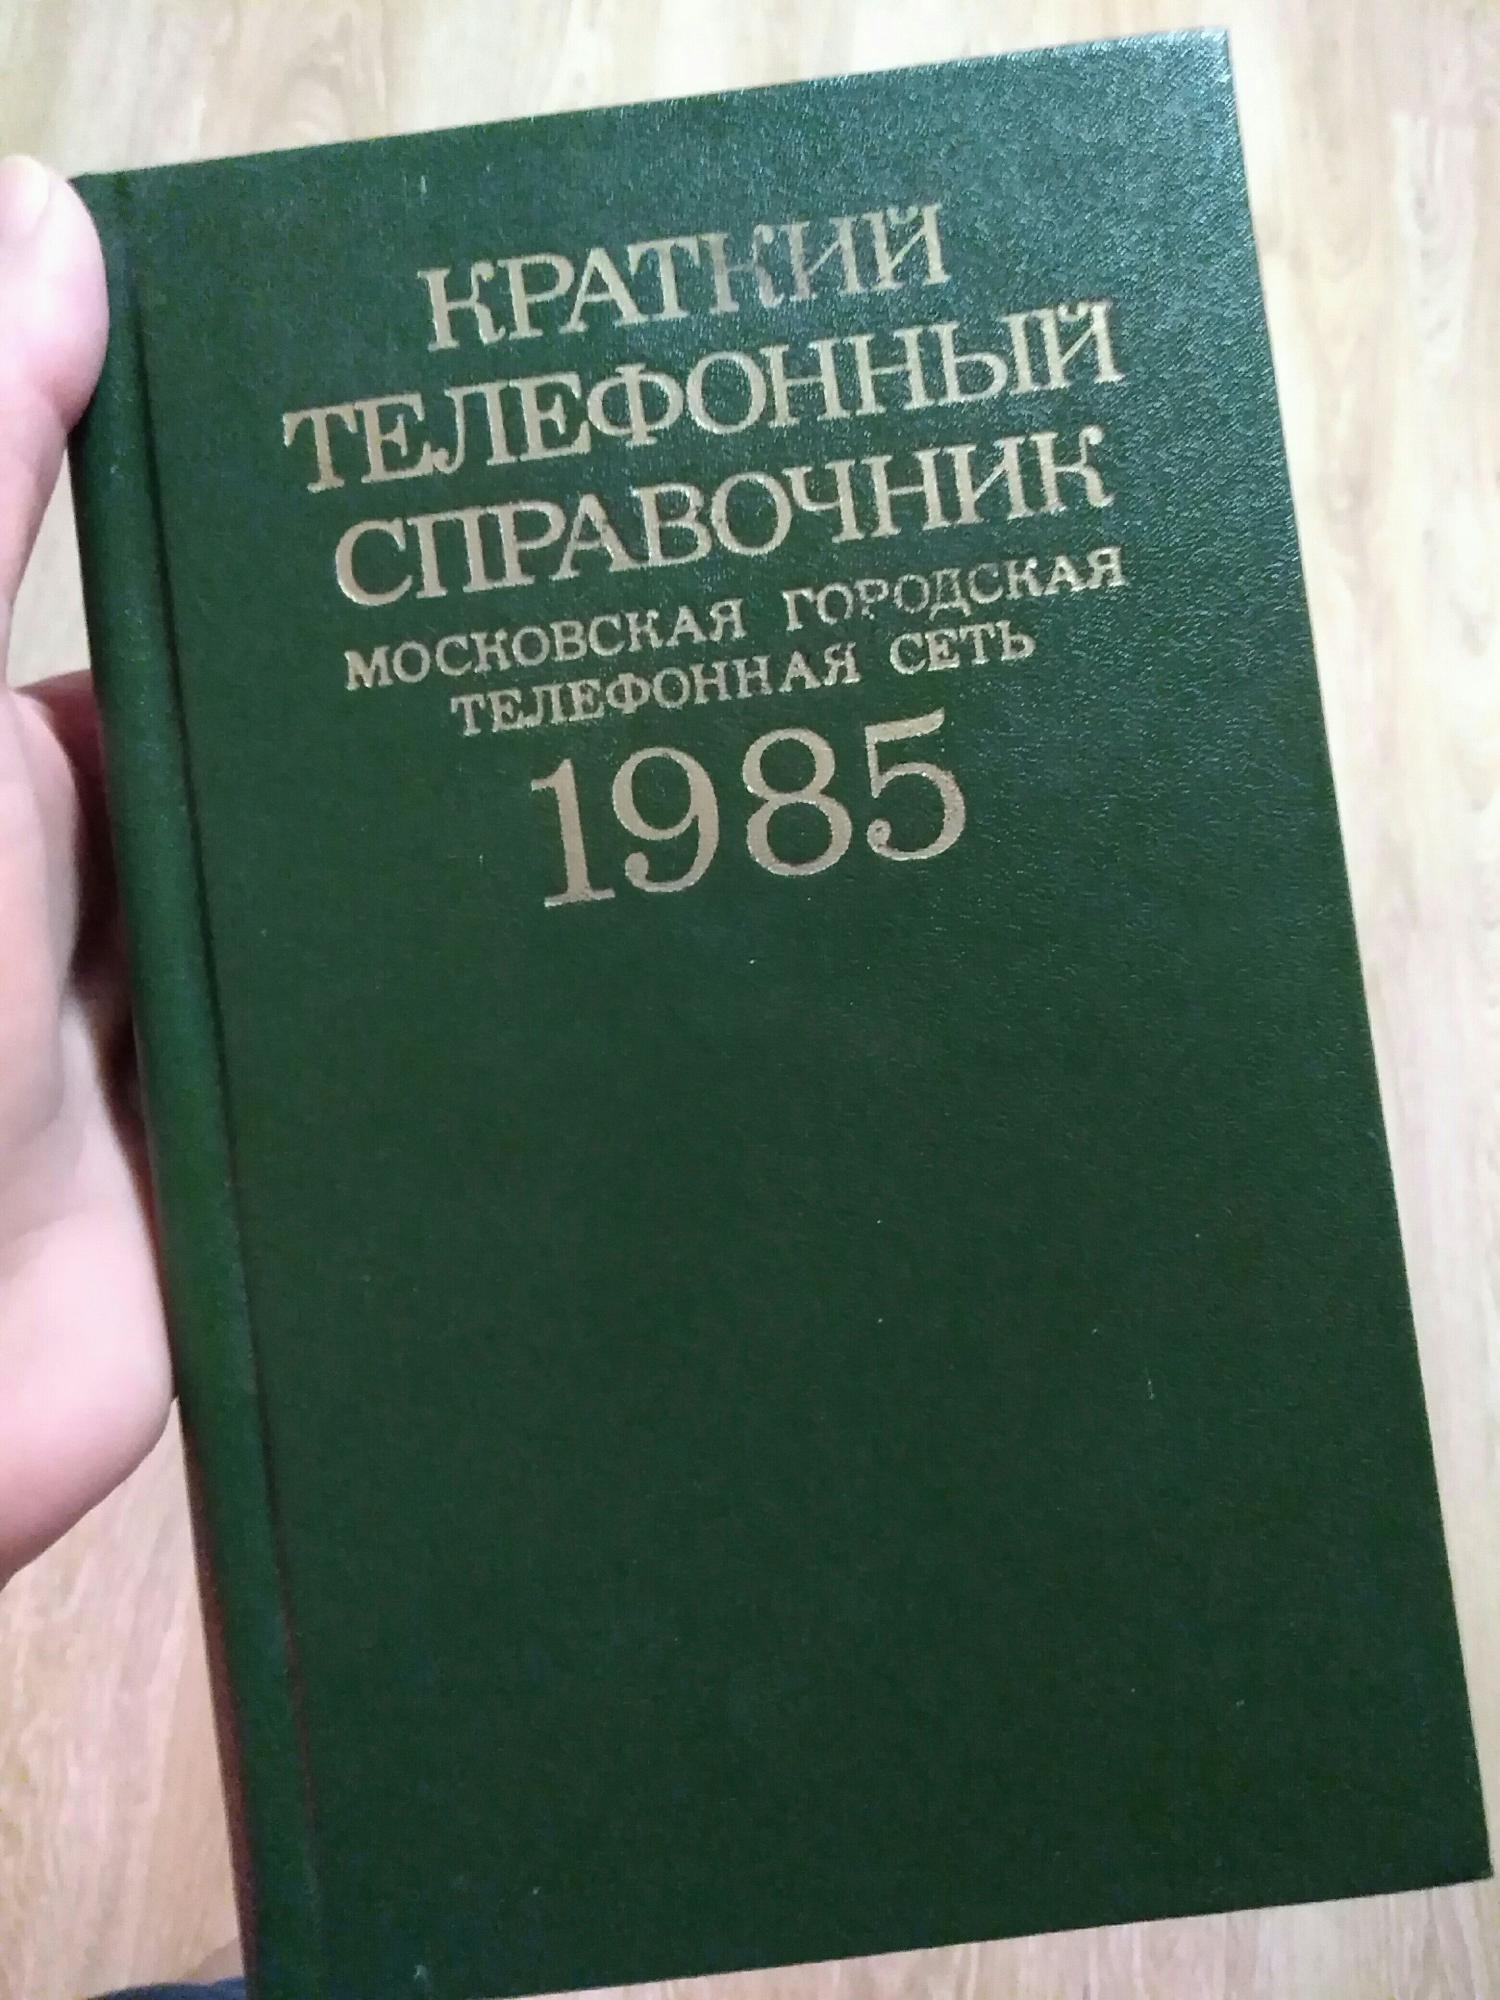 КРАТКИЙ
ТЕЛЕФОННЫЙ
СПРАВОЧНИК
МОСКОВСКАЯ ГОРОДСКАЯ
ТЕЛЕФОННАЯ СЕТЬ
1985